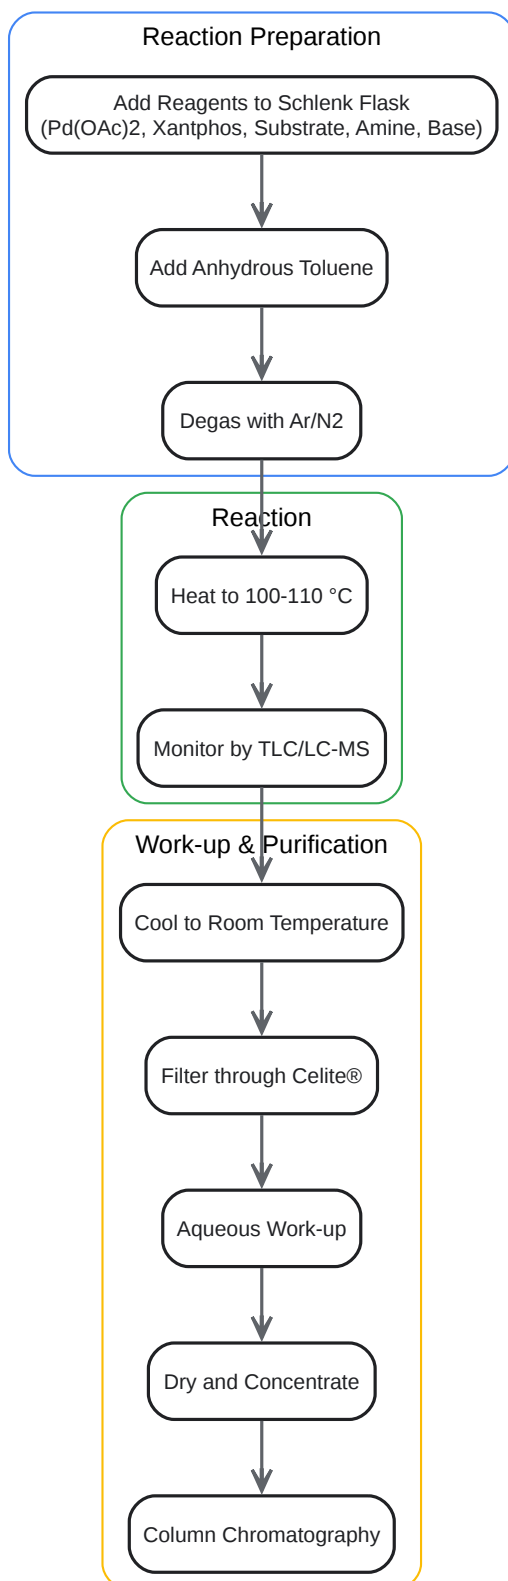 Reaction Preparation
Add Reagents to Schlenk Flask
(Pd(OAc)2, Xantphos, Substrate, Amine, Base)
Add Anhydrous Toluene
Degas with Ar/N2
Reaction
Heat to 100-110 °C
Monitor by TLC/LC-MS
Work-up & Purification
Cool to Room Temperature
Filter through Celite®
Aqueous Work-up
Dry and Concentrate
Column Chromatography